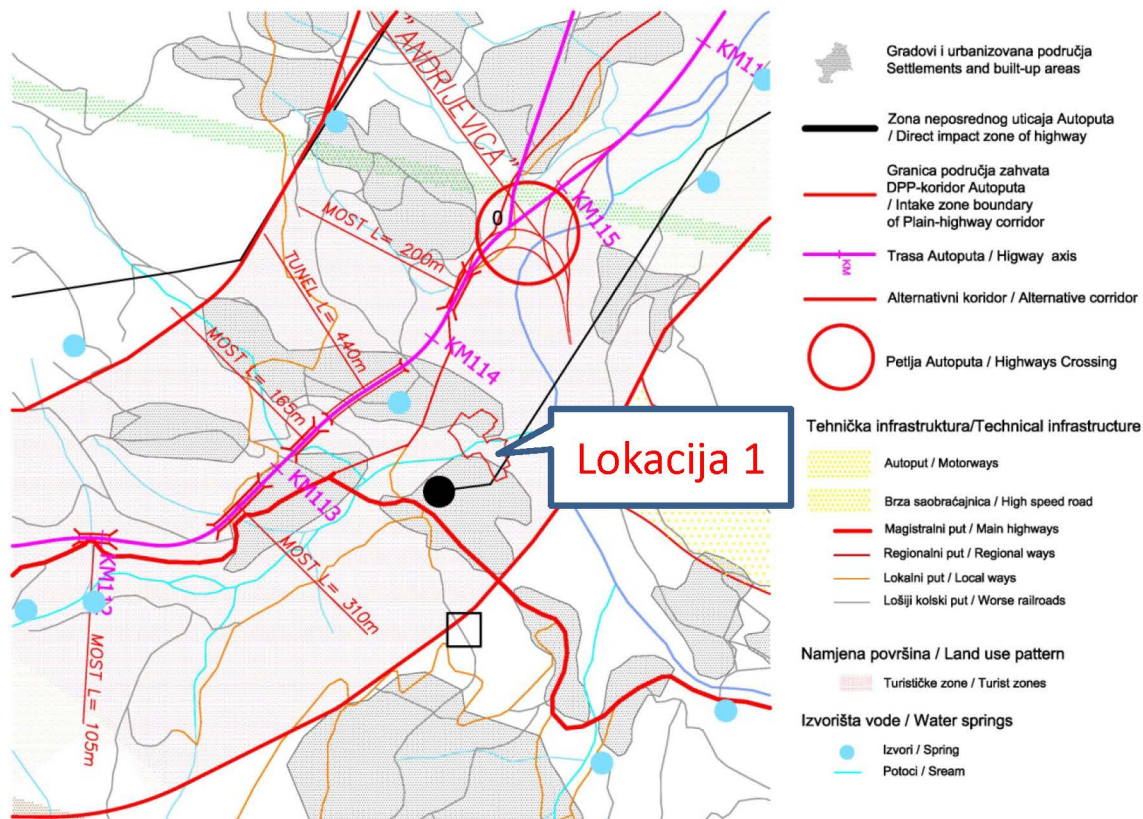 "ANDRIJEVICA"
KM11
MOST L= 200m
0
KM115
TUNEL L= 440m
MOST L= 165m
KM114
Lokacija 1
KM113
MOST L= 310m
MOST L= 105m
Gradovi i urbanizovana područja
Settlements and built-up areas
Zona neposrednog uticaja Autoputa
/ Direct impact zone of highway
Granica područja zahvata
DPP-koridor Autoputa
/ Intake zone boundary
of Plain-highway corridor
KM
Trasa Autoputa / Higway axis
Alternativni koridor / Alternative corridor
Petlja Autoputa / Highways Crossing
Tehnička infrastruktura/Technical infrastructure
Autoput / Motorways
Brza saobraćajnica / High speed road
Magistralni put / Main highways
Regionalni put / Regional ways
Lokalni put / Local ways
Lošiji kolski put / Worse railroads
Namjena površina / Land use pattern
Turističke zone / Turist zones
Izvorišta vode / Water springs
Izvori / Spring
Potoci / Sream